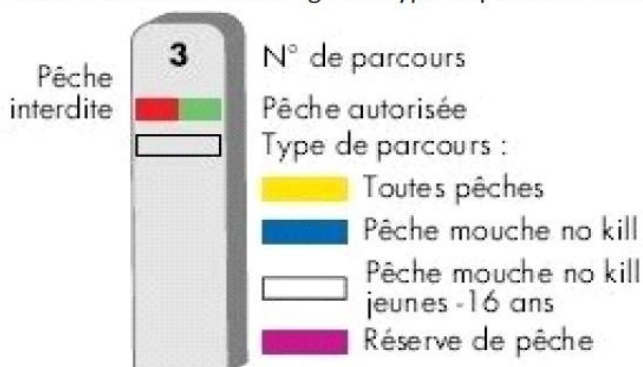 3
N° de parcours
Pêche
interdite
Pêche autorisée
Type de parcours :
Toutes pêches
Pêche mouche no kill
Pêche mouche no kill
jeunes -16 ans
Réserve de pêche